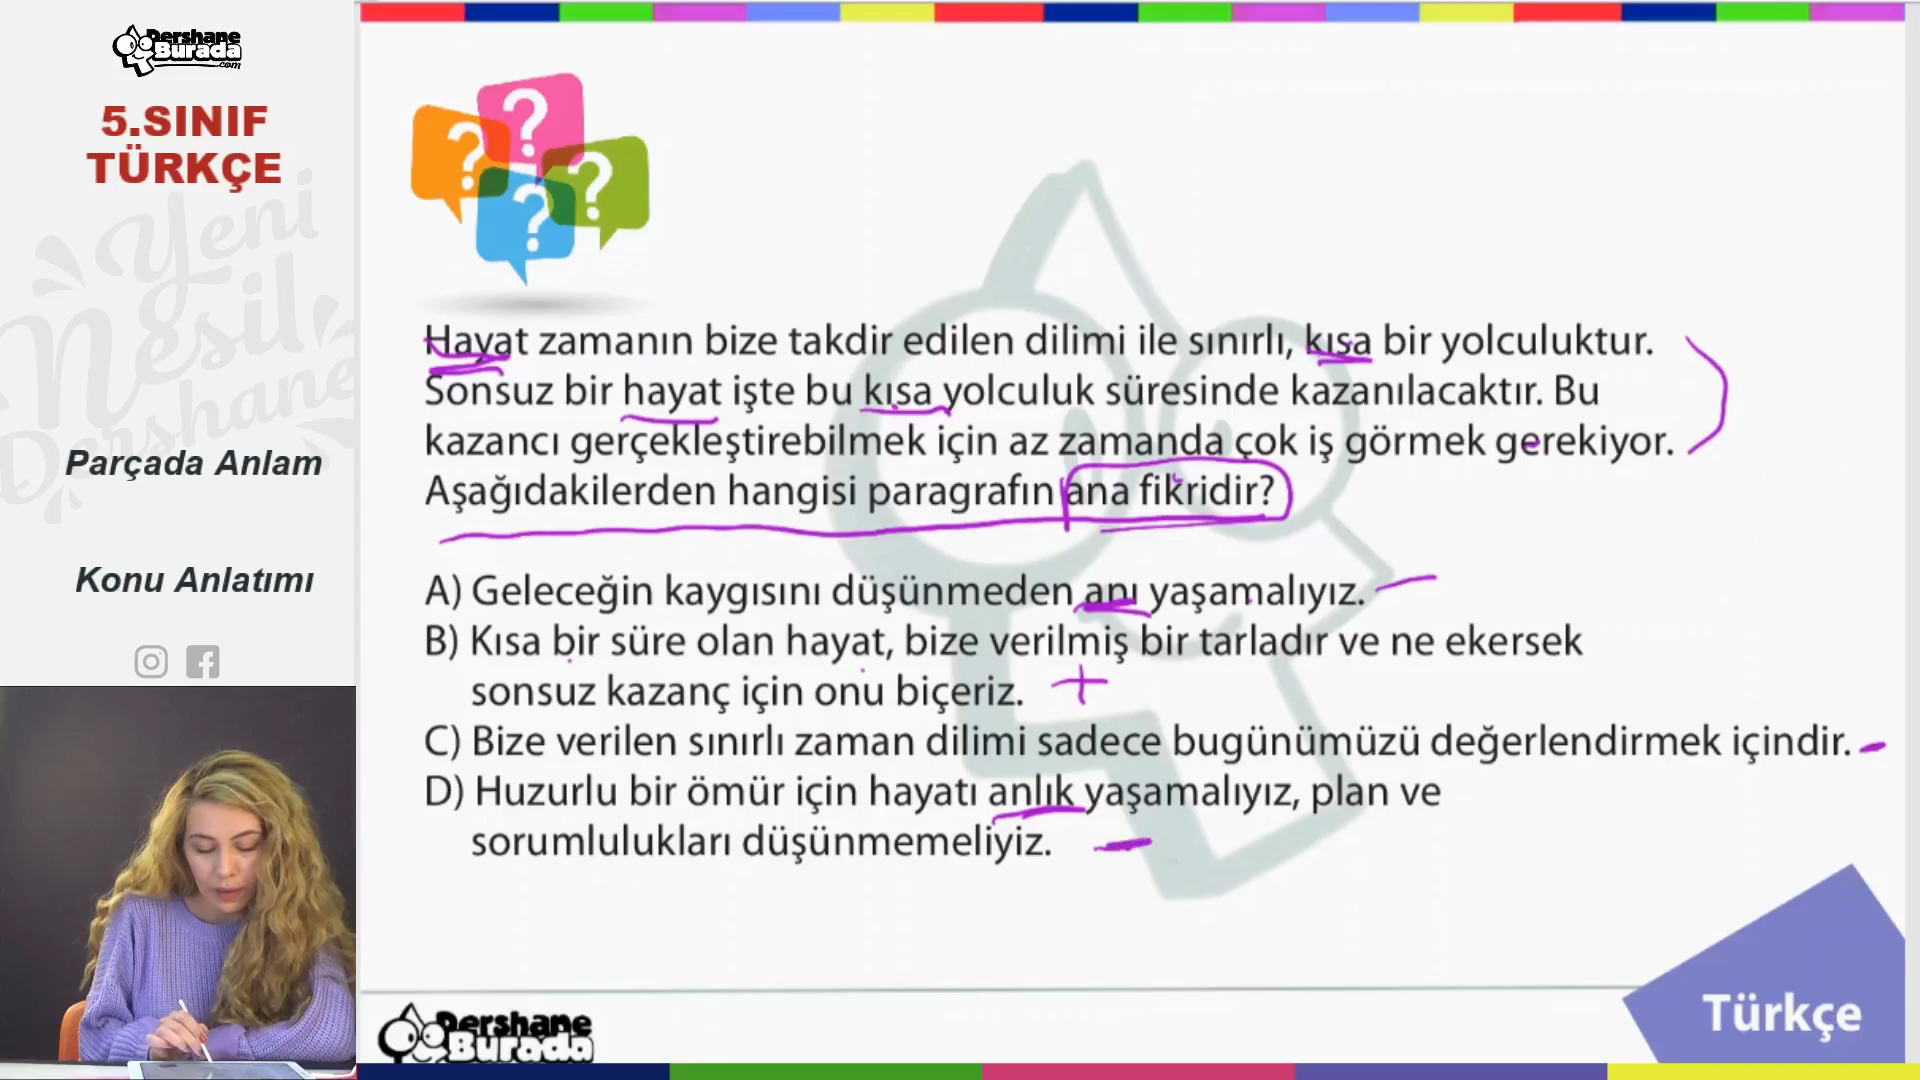 Dershane
Burada
.com
5.SINIF
TÜRKÇE
Yeni
Nesil
Dershane
Parçada Anlam
Konu Anlatımı
? ? ? ?
Hayat zamanın bize takdir edilen dilimi ile sınırlı, kısa bir yolculuktur.
Sonsuz bir hayat işte bu kısa yolculuk süresinde kazanılacaktır. Bu
kazancı gerçekleştirebilmek için az zamanda çok iş görmek gerekiyor.
Aşağıdakilerden hangisi paragrafın ana fikridir?
A) Geleceğin kaygısını düşünmeden anı yaşamalıyız.
B) Kısa bir süre olan hayat, bize verilmiş bir tarladır ve ne ekersek
sonsuz kazanç için onu biçeriz.
C) Bize verilen sınırlı zaman dilimi sadece bugünümüzü değerlendirmek içindir.
D) Huzurlu bir ömür için hayatı anlık yaşamalıyız, plan ve
sorumlulukları düşünmemeliyiz.
Dershane
Burada
Türkçe